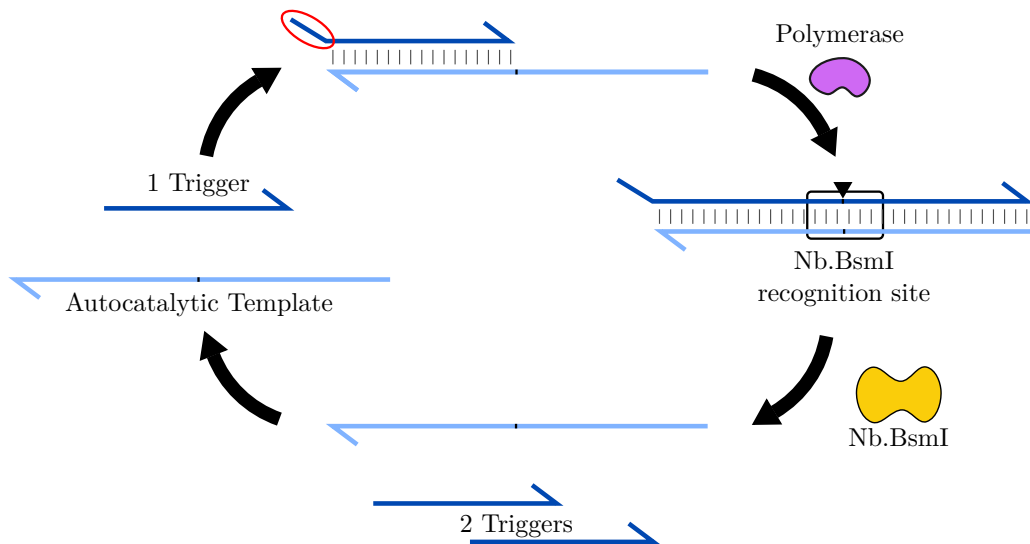 Polymerase
1 Trigger
Nb.BsmI
recognition site
Autocatalytic Template
Nb.BsmI
2 Triggers